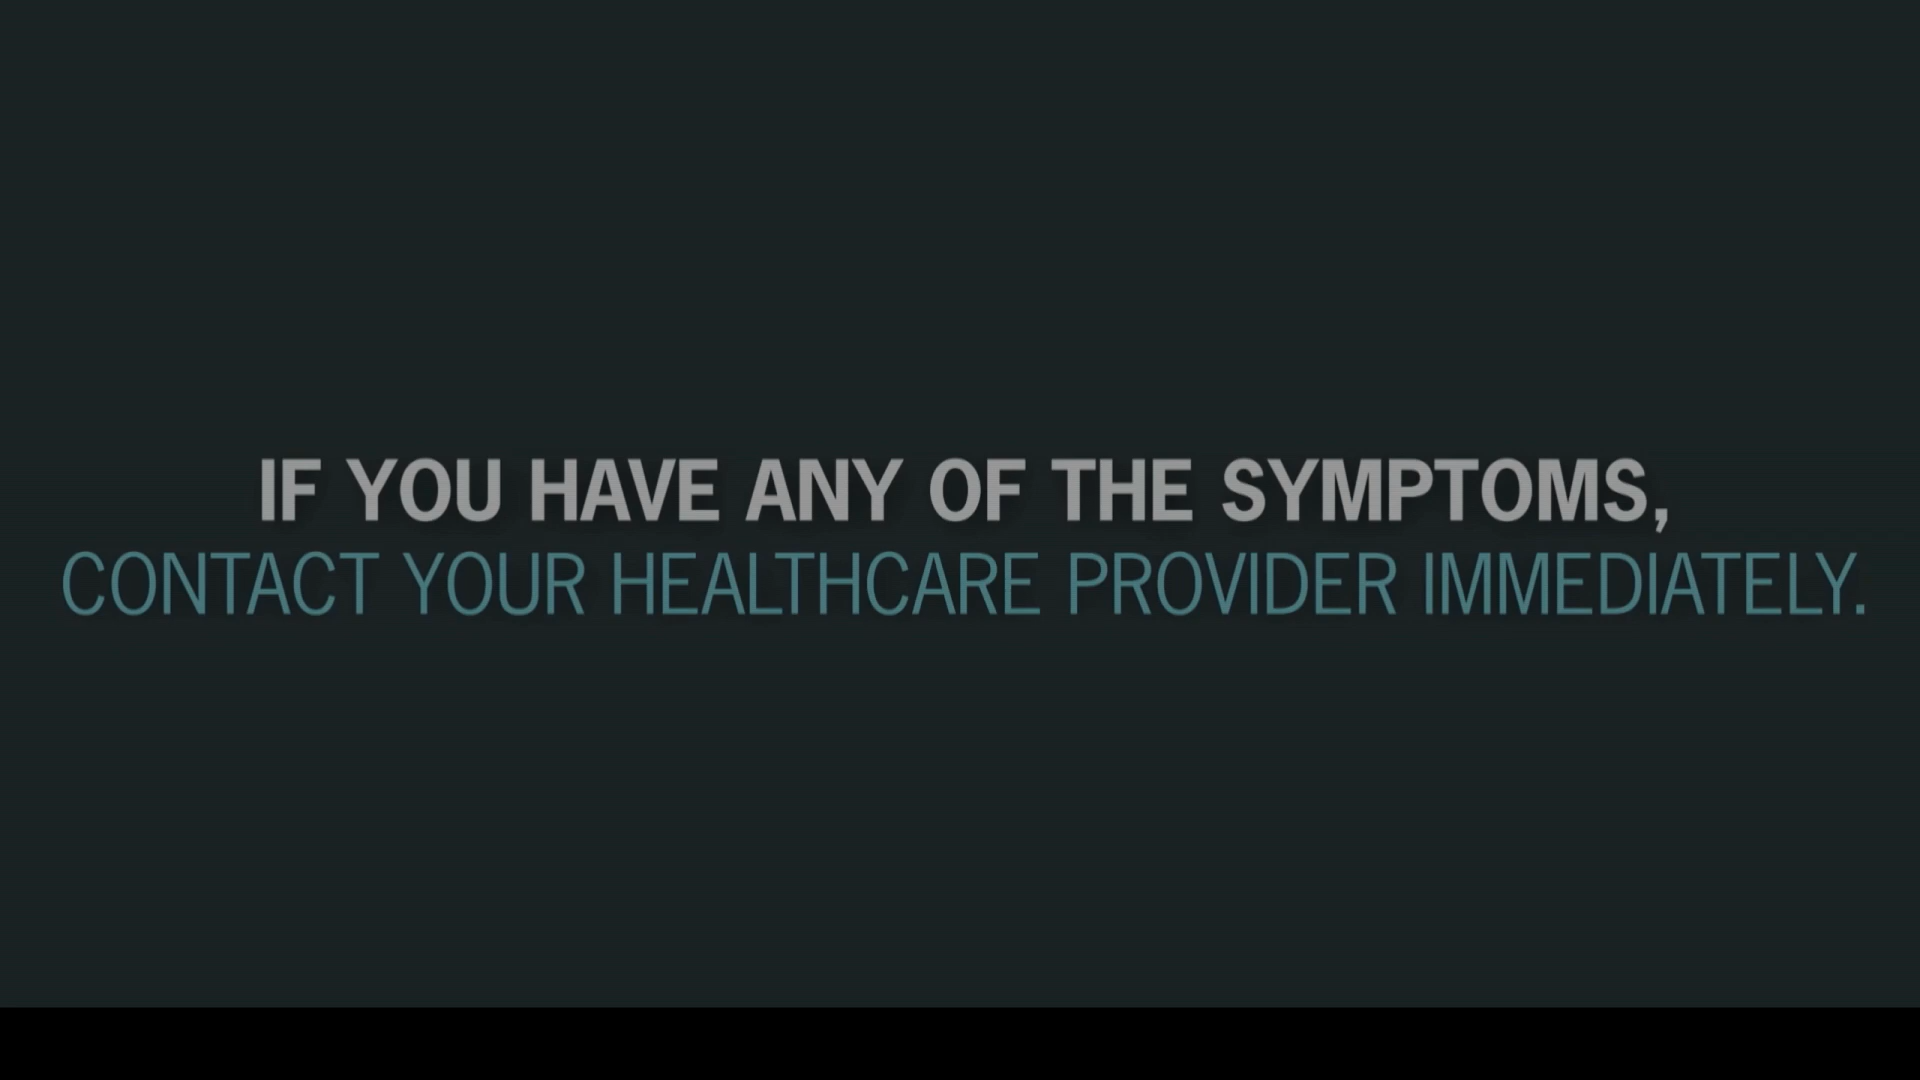 IF YOU HAVE ANY OF THE SYMPTOMS,
CONTACT YOUR HEALTHCARE PROVIDER IMMEDIATELY.